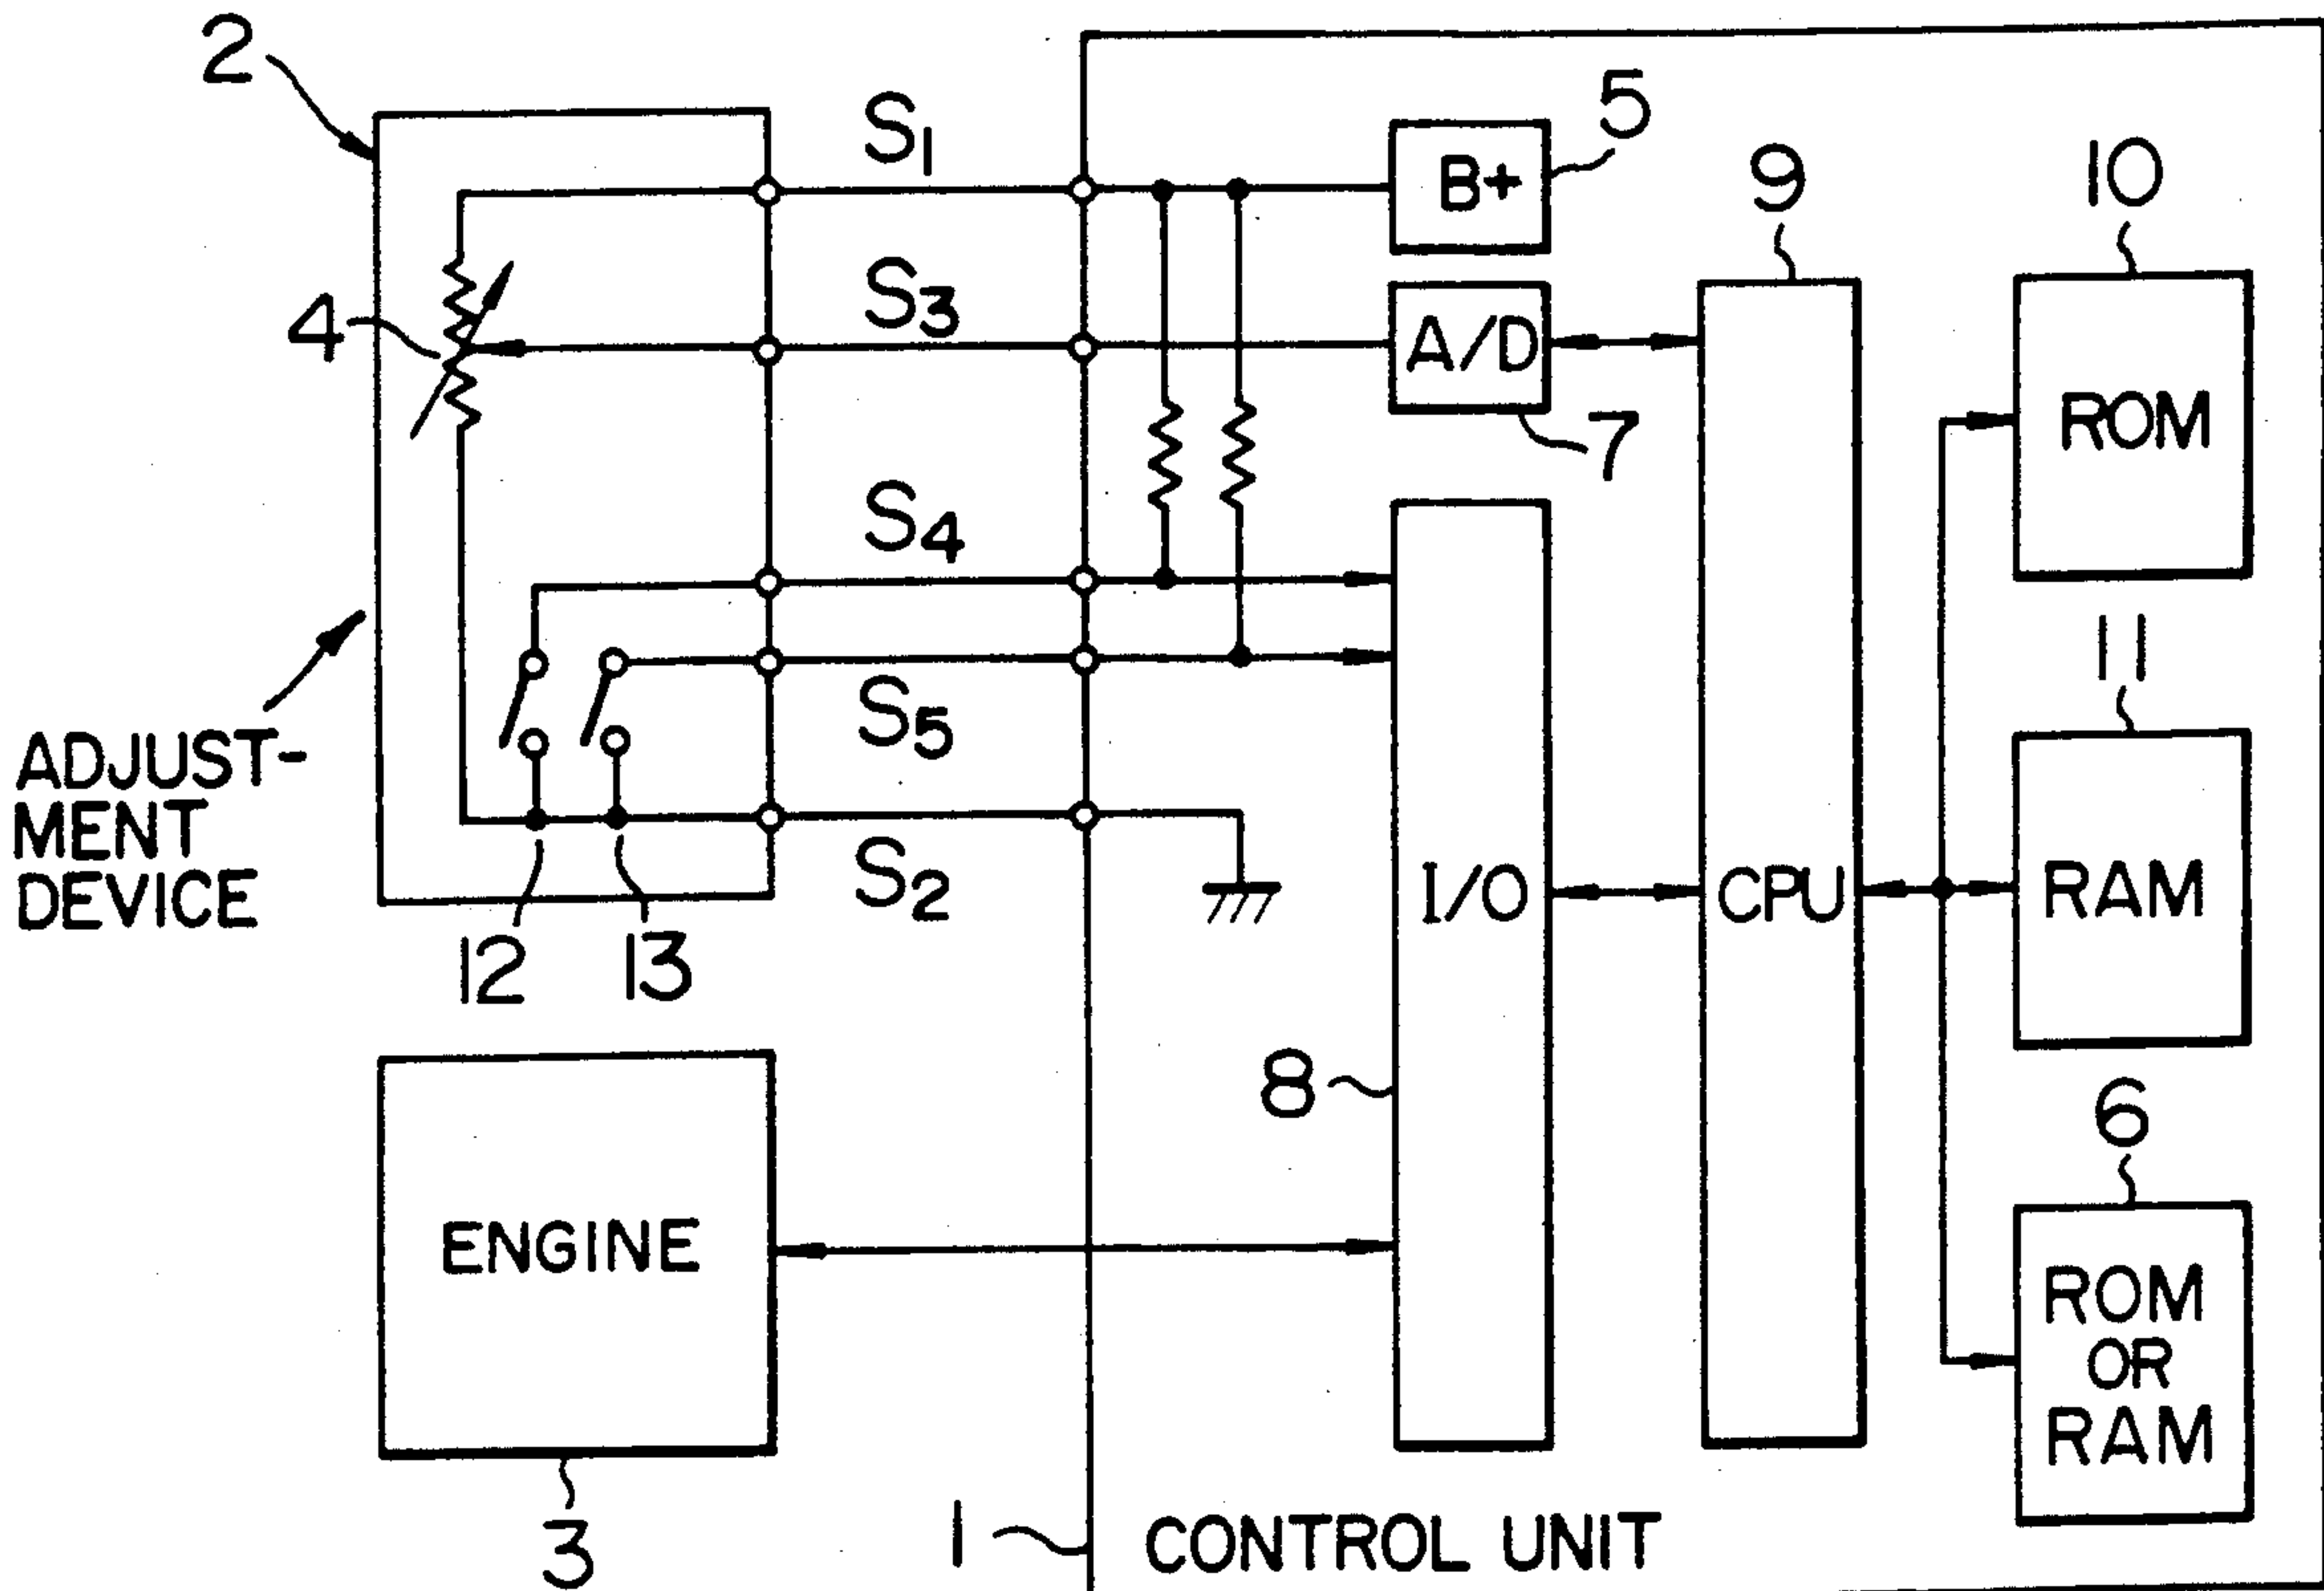 2
S1
5
B+
9
10
S3
4
A/D
ROM
7
S4
11
S5
ADJUST-
MENT
DEVICE
S2
I/O
CPU
RAM
12
13
8
6
ENGINE
ROM
OR
RAM
3
1
CONTROL UNIT